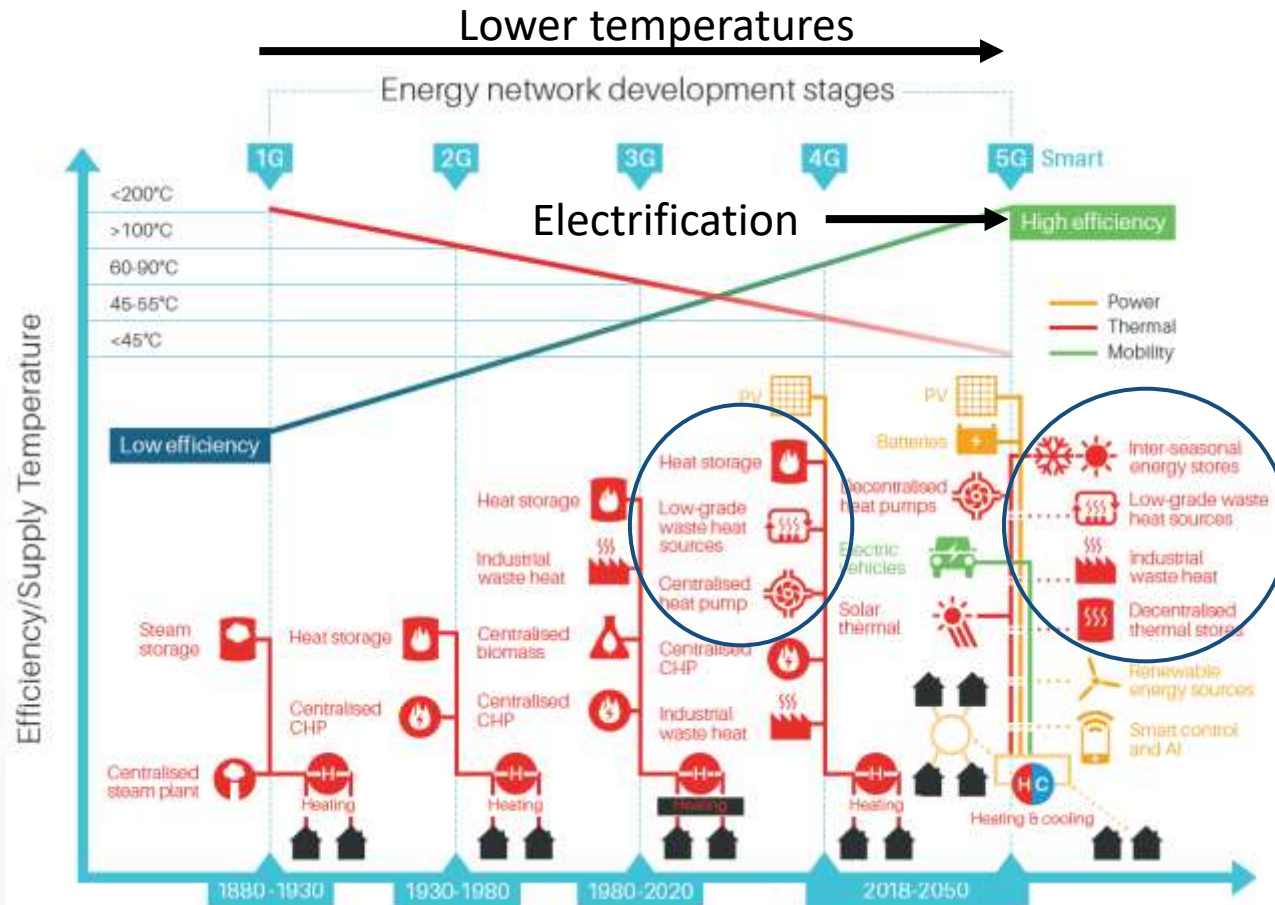 Lower temperatures
Energy network development stages
1G
2G
3G
4G
5G
Smart
<200°C
>100°C
60-90°C
45-55°C
<45°C
Electrification
High efficiency
Power
Thermal
Mobility
Low efficiency
Efficiency/Supply Temperature
Steam
storage
Centralised
steam plant
Heating
Heat storage
Centralised
CHP
Heating
Heat storage
Industrial
waste heat
Centralised
biomass
Centralised
CHP
Heating
PV
Heat storage
Low-grade
waste heat
sources
Centralised
heat pump
Centralised
CHP
Industrial
waste heat
Heating
PV
Batteries
Decentralised
heat pumps
Electric
vehicles
Solar
thermal
Inter-seasonal
energy stores
Low-grade waste
heat sources
Industrial
waste heat
Decentralised
thermal stores
Renewable
energy sources
Smart control
and AI
H
H
H
H
H C
Heating & cooling
1880-1930
1930-1980
1980-2020
2018-2050